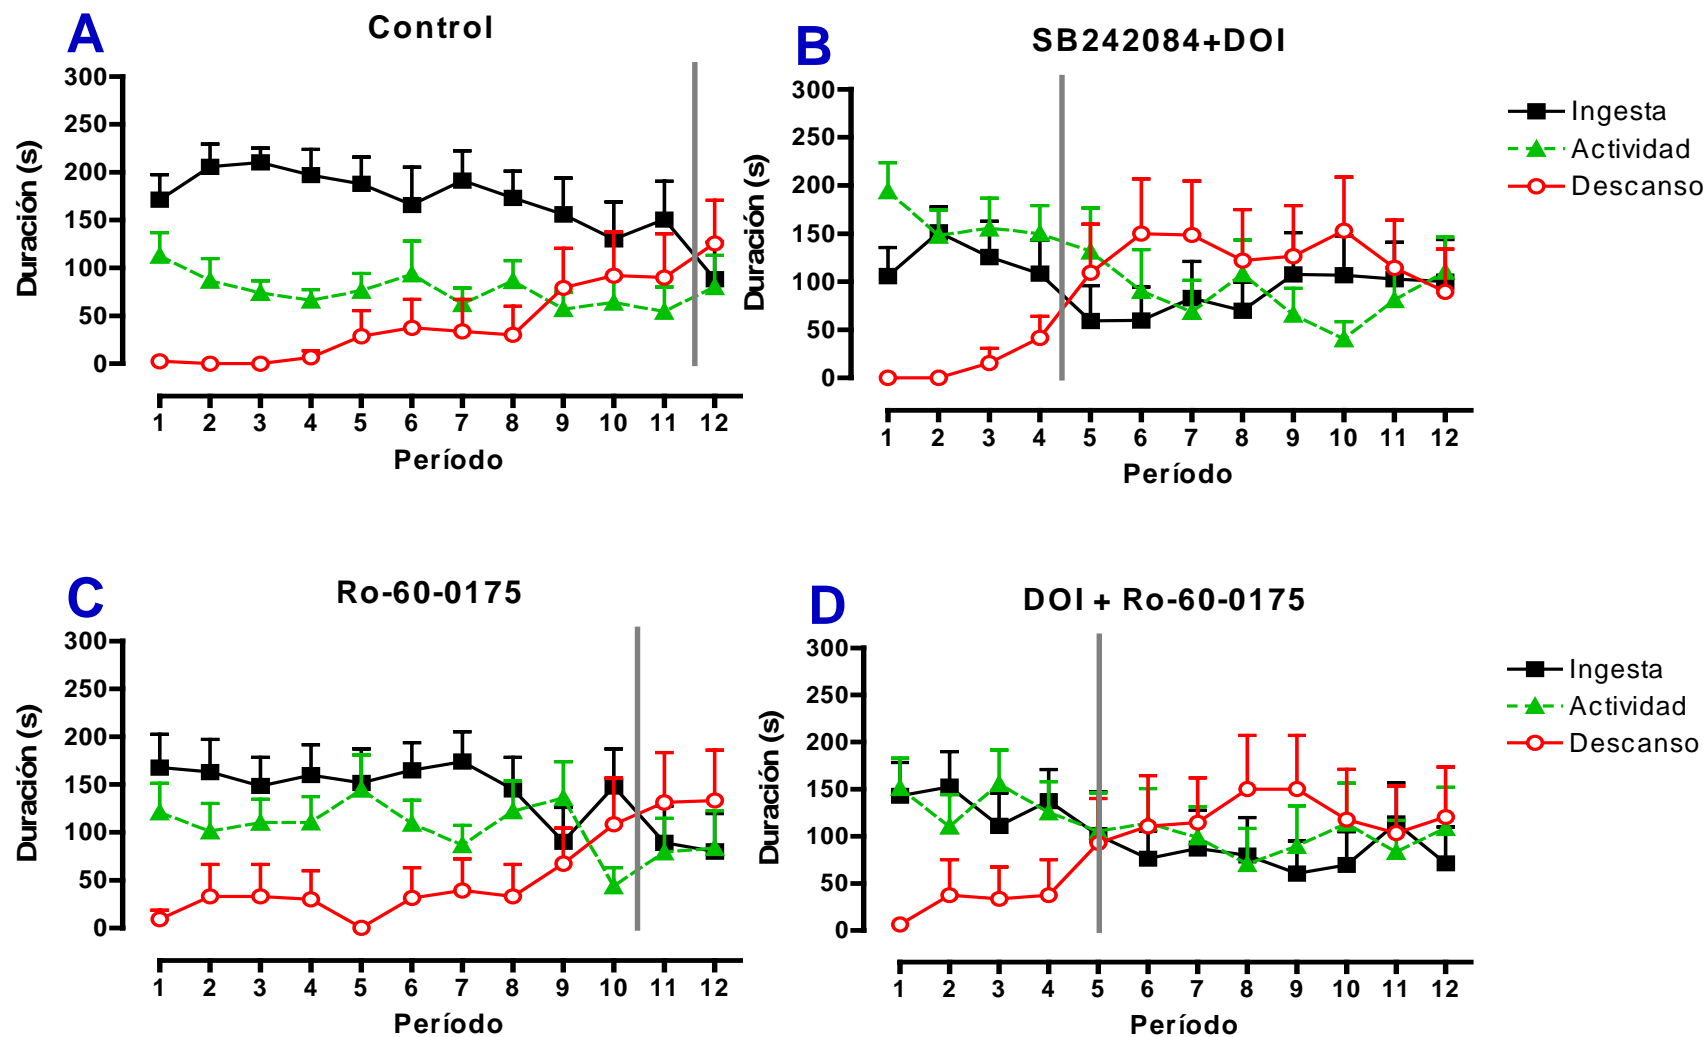 A
Control
300
250
200
150
100
50
0
Duración (s)
1 2 3 4 5 6 7 8 9 10 11 12
Período
B
SB242084+DOI
300
250
200
150
100
50
0
Duración (s)
1 2 3 4 5 6 7 8 9 10 11 12
Período
Ingesta
Actividad
Descanso
C
Ro-60-0175
300
250
200
150
100
50
0
Duración (s)
1 2 3 4 5 6 7 8 9 10 11 12
Período
D
DOI + Ro-60-0175
300
250
200
150
100
50
0
Duración (s)
1 2 3 4 5 6 7 8 9 10 11 12
Período
Ingesta
Actividad
Descanso